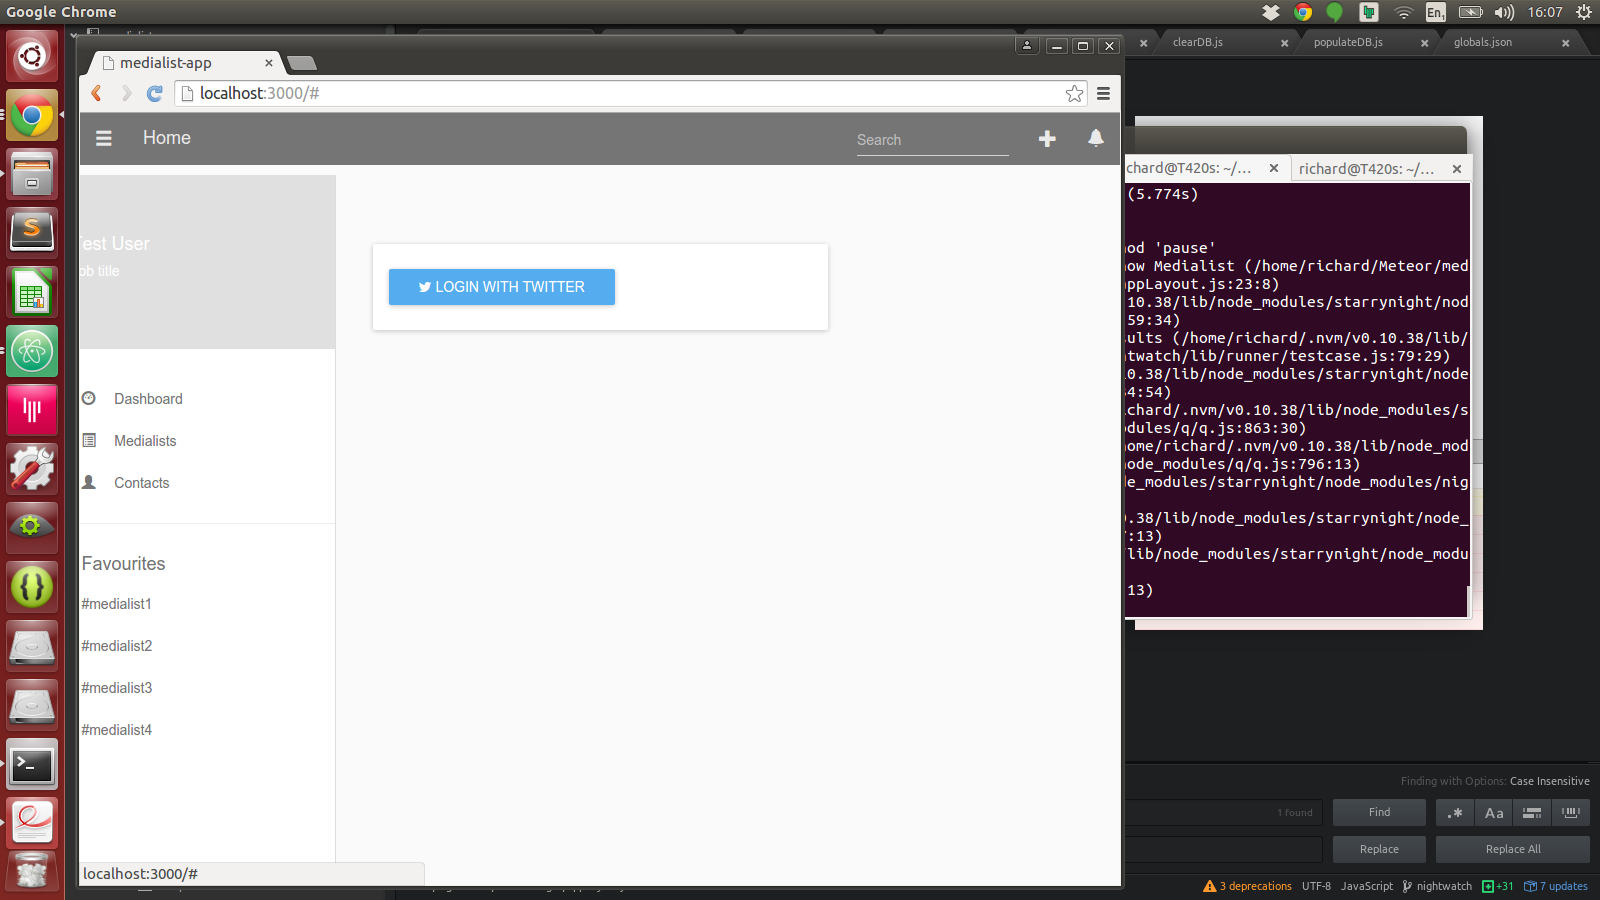 Google Chrome
En1
16:07
medialist-app
clearDB.js
populateDB.js
globals.json
localhost:3000/#
Home
Search
Test User
job title
LOGIN WITH TWITTER
Dashboard
Medialists
Contacts
Favourites
#medialist1
#medialist2
#medialist3
#medialist4
localhost:3000/#
chard@T420s: ~/...
richard@T420s: ~/...
(5.774s)
od 'pause'
ow Medialist (/home/richard/Meteor/med
appLayout.js:23:8)
10.38/lib/node_modules/starrynight/nod
59:34)
ults (/home/richard/.nvm/v0.10.38/lib/
twatch/lib/runner/testcase.js:79:29)
0.38/lib/node_modules/starrynight/node
4:54)
chard/.nvm/v0.10.38/lib/node_modules/s
dules/q/q.js:863:30)
ome/richard/.nvm/v0.10.38/lib/node_mod
ode_modules/q/q.js:796:13)
de_modules/starrynight/node_modules/nig
.38/lib/node_modules/starrynight/node_
:13)
lib/node_modules/starrynight/node_modu
13)
Finding with Options: Case Insensitive
1 found
Find
.*
Aa
Replace
Replace All
3 deprecations
UTF-8
JavaScript
nightwatch
+31
7 updates